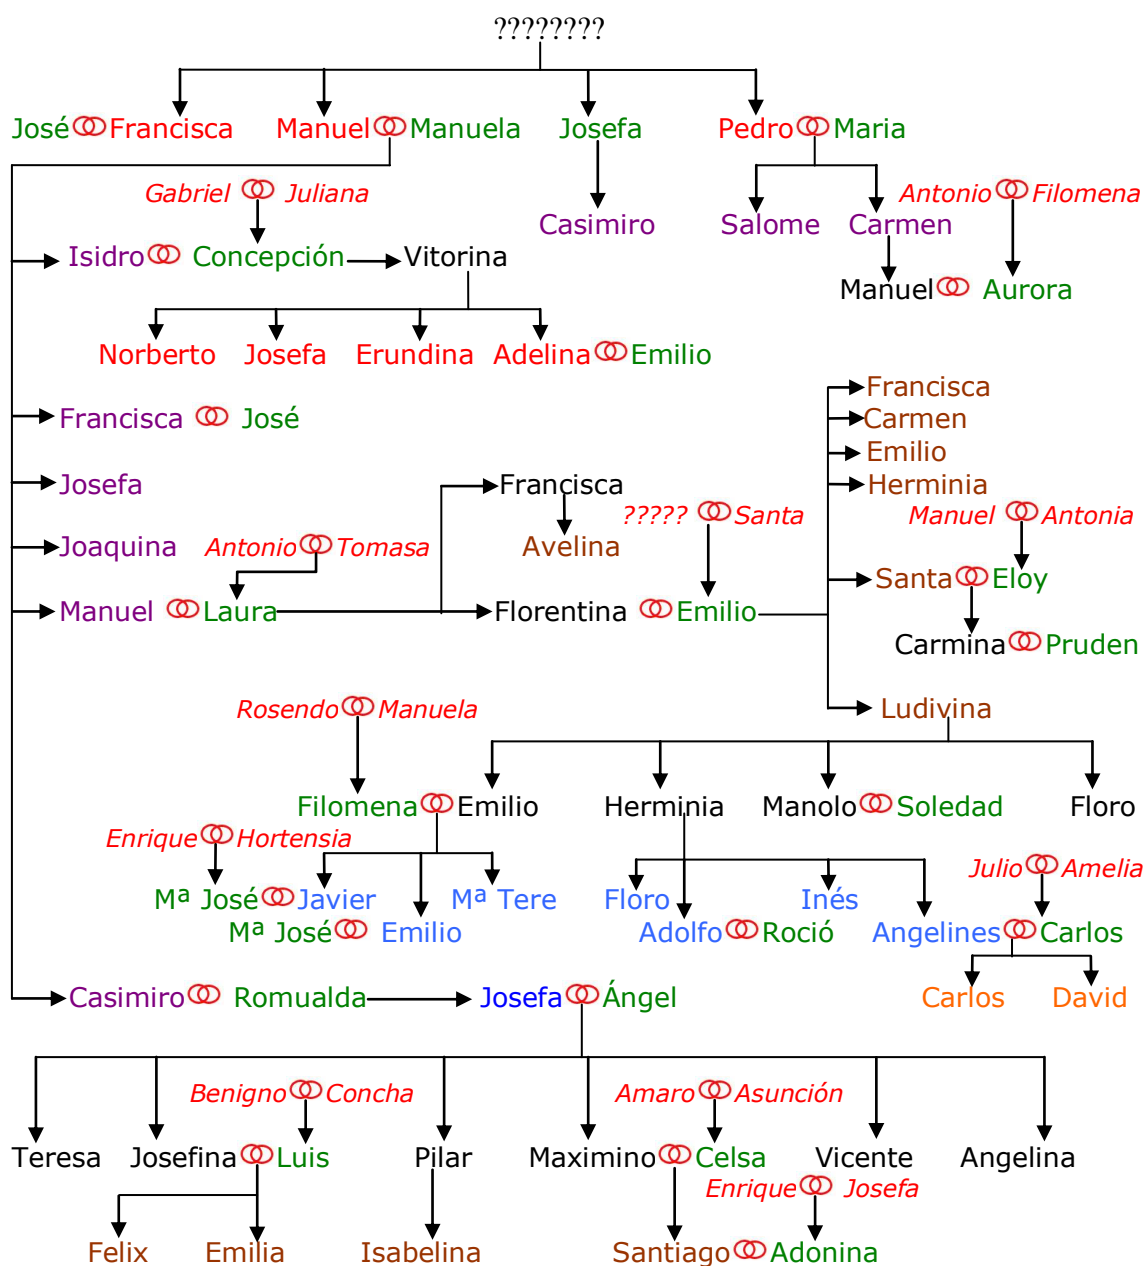 ????????
José Francisca Manuel Manuela Josefa Pedro Maria
Gabriel Juliana Antonio Filomena
Casimiro Salome Carmen
Isidro Concepción Vitorina
Manuel Aurora
Norberto Josefa Erundina Adelina Emilio
Francisca
Francisca José Carmen
Emilio
Josefa Francisca Herminia
????? Santa Manuel Antonia
Joaquina Antonio Tomasa Avelina
Santa Eloy
Manuel Laura Florentina Emilio
Carmina Pruden
Rosendo Manuela Ludivina
Filomena Emilio Herminia Manolo Soledad Floro
Enrique Hortensia Julio Amelia
Mª José Javier Mª Tere Floro Inés
Mª José Emilio Adolfo Roció Angelines Carlos
Casimiro Romualda Josefa Ángel Carlos David
Benigno Concha Amaro Asunción
Teresa Josefina Luis Pilar Maximino Celsa Vicente Angelina
Enrique Josefa
Felix Emilia Isabelina Santiago Adonina